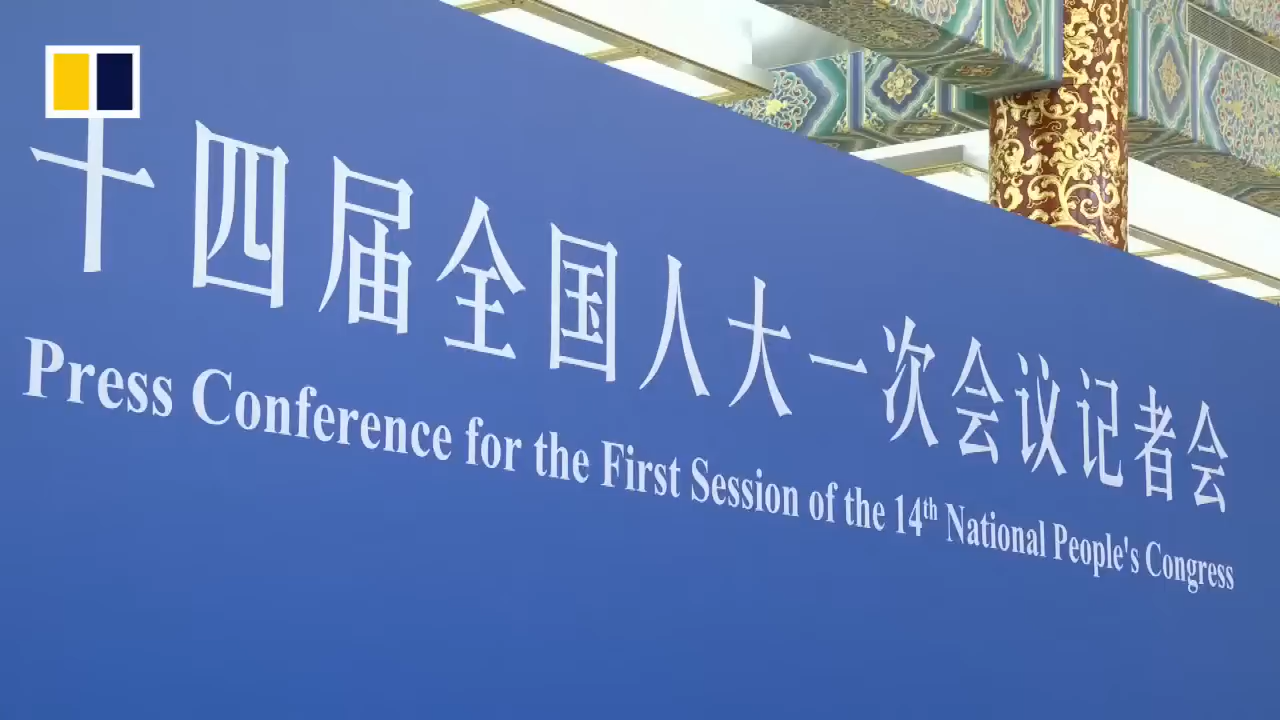 十四届全国人大一次会议记者会
Press Conference for the First Session of the 14th National People's Congress